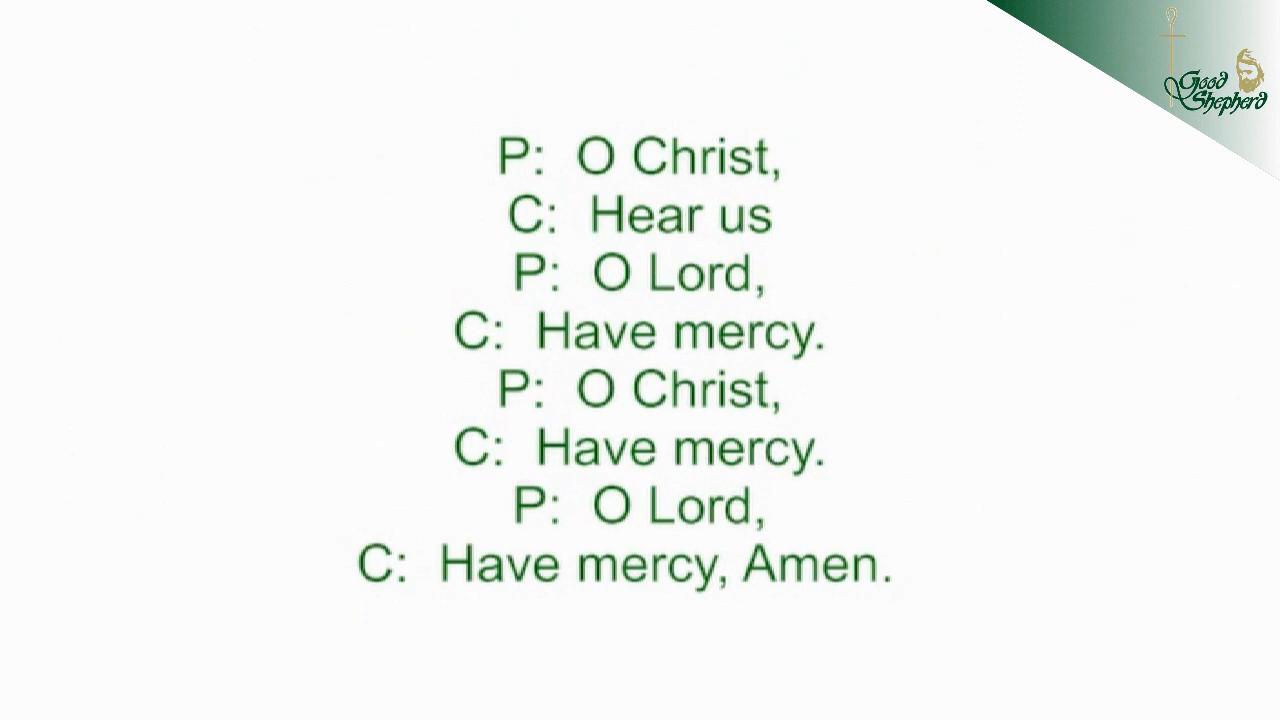 Good
Shepherd
P: O Christ,
C: Hear us
P: O Lord,
C: Have mercy.
P: O Christ,
C: Have mercy.
P: O Lord,
C: Have mercy, Amen.